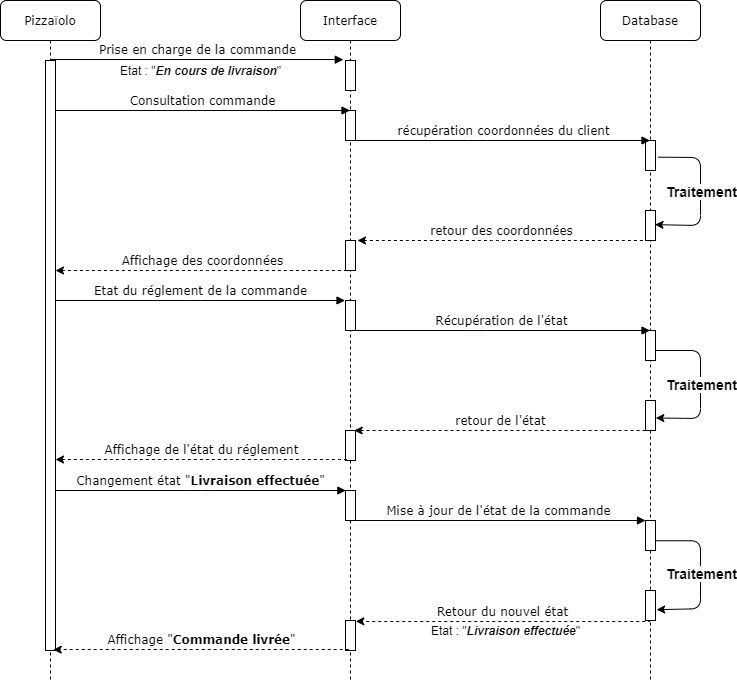 Pizzaïolo
Interface
Database
Prise en charge de la commande
Etat : "En cours de livraison"
Consultation commande
récupération coordonnées du client
Traitement
retour des coordonnées
Affichage des coordonnées
Etat du réglement de la commande
Récupération de l'état
Traitement
retour de l'état
Affichage de l'état du réglement
Changement état "Livraison effectuée"
Mise à jour de l'état de la commande
Traitement
Retour du nouvel état
Etat : "Livraison effectuée"
Affichage "Commande livrée"